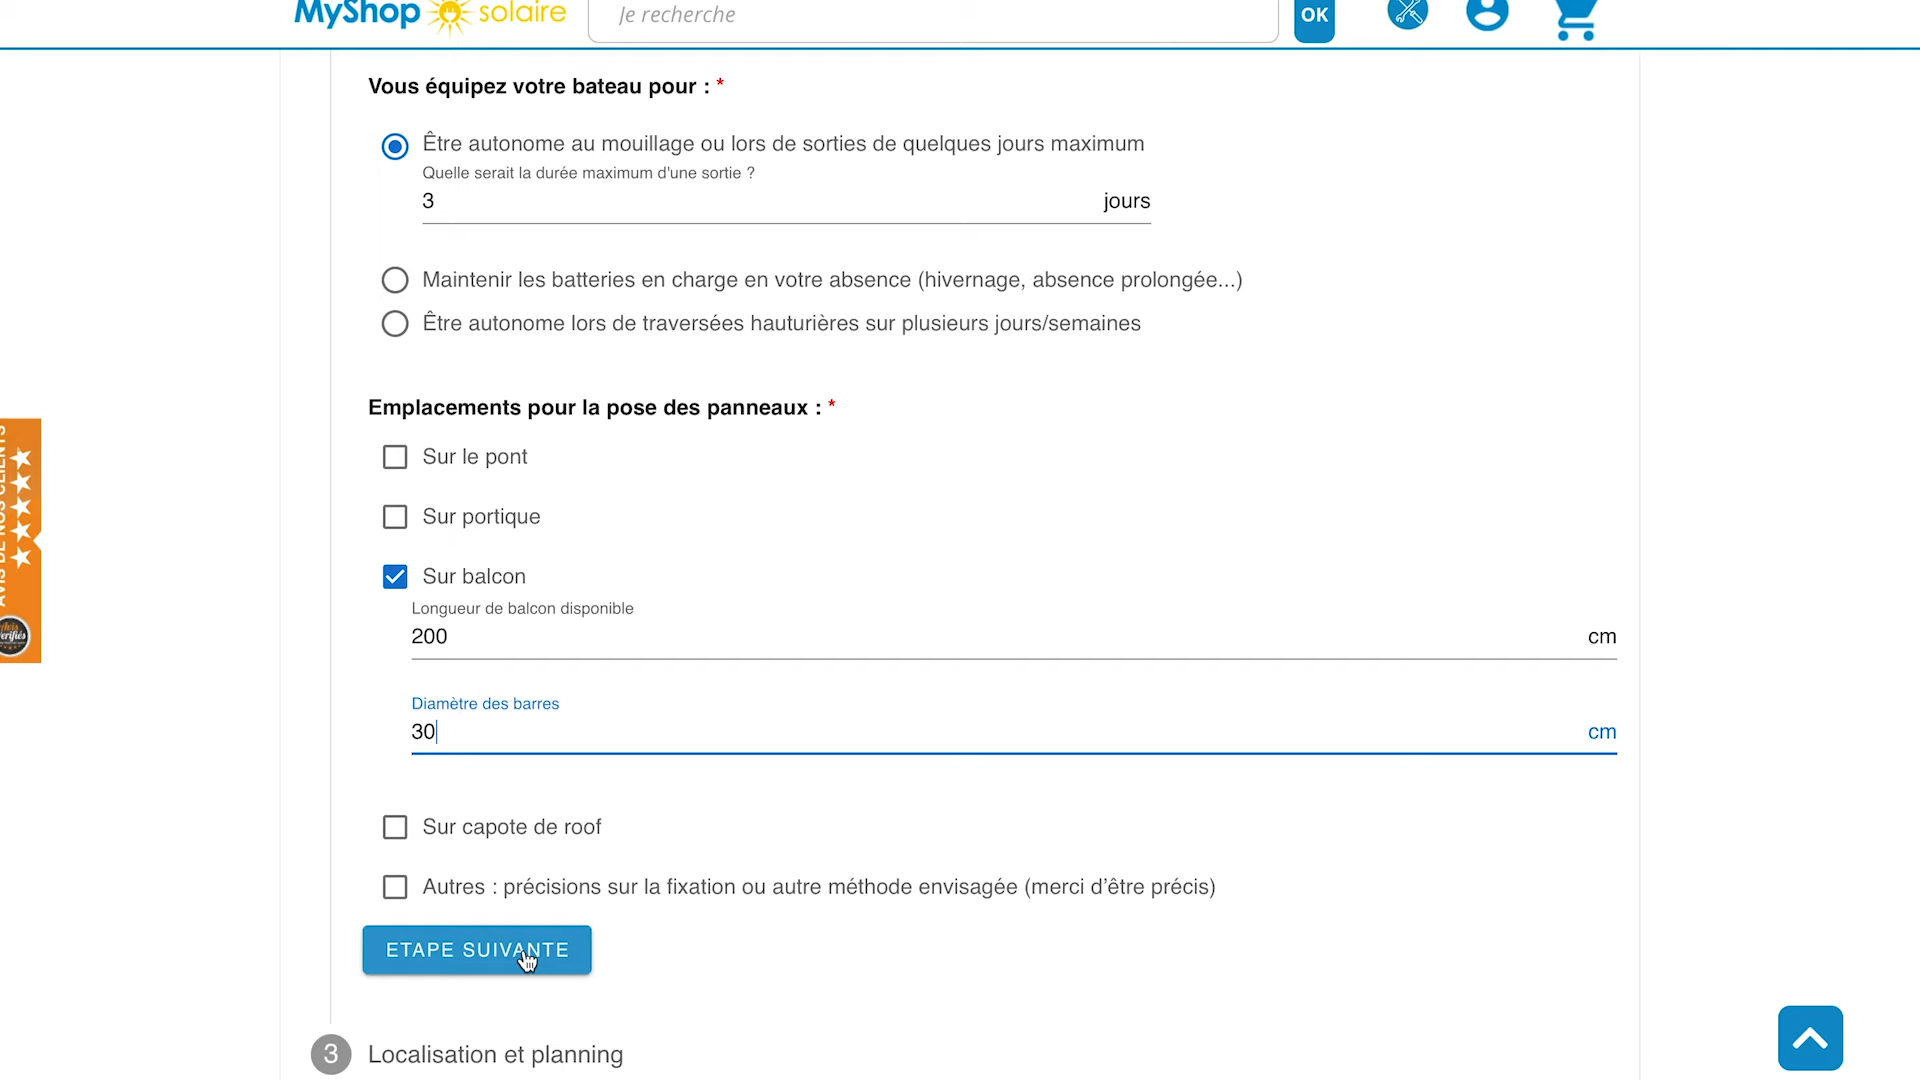 MyShop solaire
Je recherche
OK
Vous équipez votre bateau pour : *
Être autonome au mouillage ou lors de sorties de quelques jours maximum
Quelle serait la durée maximum d'une sortie ?
3 jours
Maintenir les batteries en charge en votre absence (hivernage, absence prolongée...)
Être autonome lors de traversées hauturières sur plusieurs jours/semaines
Emplacements pour la pose des panneaux : *
Sur le pont
Sur portique
Sur balcon
Longueur de balcon disponible
200 cm
Diamètre des barres
30 cm
Sur capote de roof
Autres : précisions sur la fixation ou autre méthode envisagée (merci d’être précis)
ETAPE SUIVANTE
3 Localisation et planning
AVIS DE NOS CLIENTS